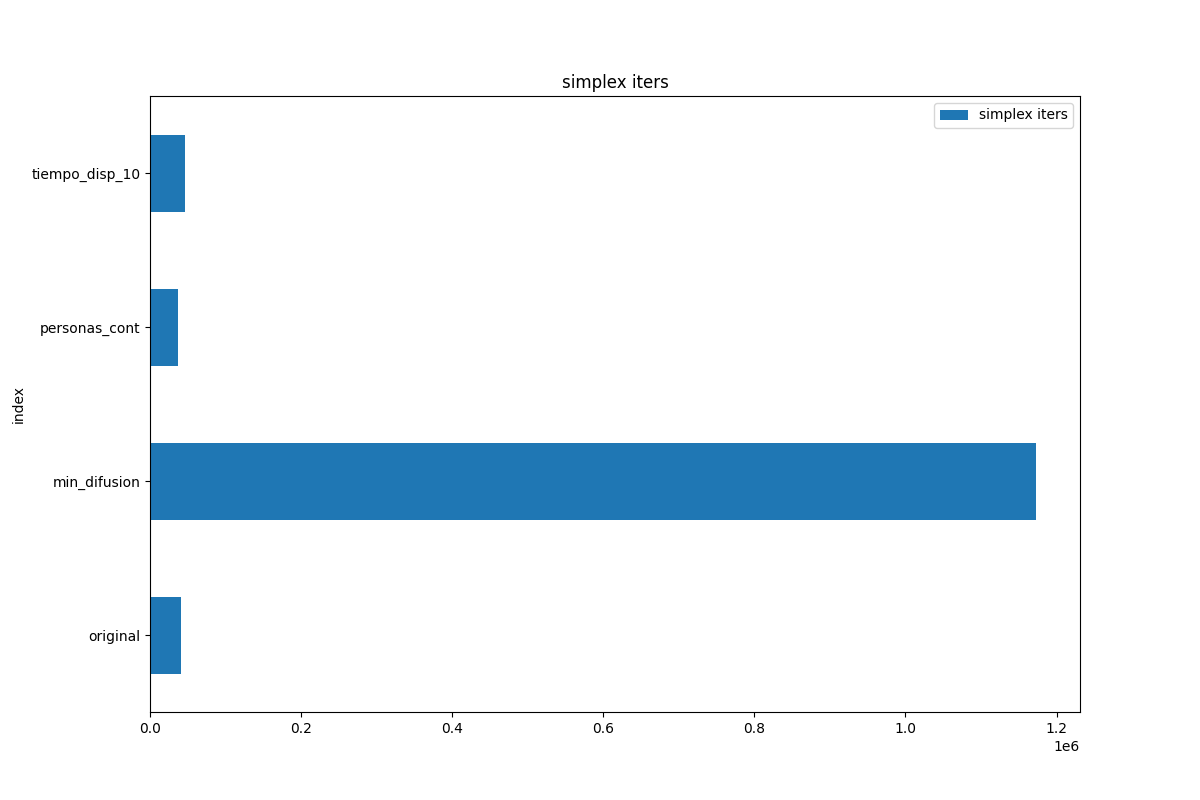 simplex iters
simplex iters
tiempo_disp_10
personas_cont
index
min_difusion
original
0.0 0.2 0.4 0.6 0.8 1.0 1.2
1e6